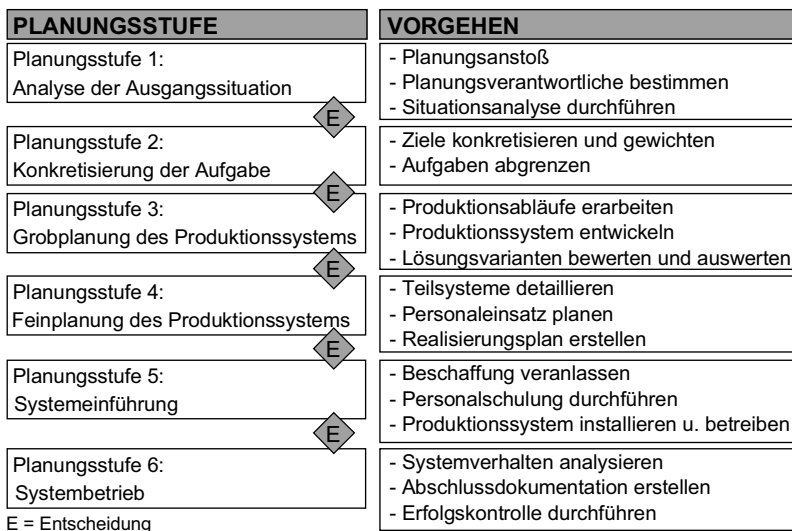 PLANUNGSSTUFE
VORGEHEN
Planungsstufe 1:
Analyse der Ausgangssituation
- Planungsanstoß
- Planungsverantwortliche bestimmen
- Situationsanalyse durchführen
E
Planungsstufe 2:
Konkretisierung der Aufgabe
- Ziele konkretisieren und gewichten
- Aufgaben abgrenzen
E
Planungsstufe 3:
Grobplanung des Produktionssystems
- Produktionsabläufe erarbeiten
- Produktionssystem entwickeln
- Lösungsvarianten bewerten und auswerten
E
Planungsstufe 4:
Feinplanung des Produktionssystems
- Teilsysteme detaillieren
- Personaleinsatz planen
- Realisierungsplan erstellen
E
Planungsstufe 5:
Systemeinführung
- Beschaffung veranlassen
- Personalschulung durchführen
- Produktionssystem installieren u. betreiben
E
Planungsstufe 6:
Systembetrieb
- Systemverhalten analysieren
- Abschlussdokumentation erstellen
- Erfolgskontrolle durchführen
E = Entscheidung